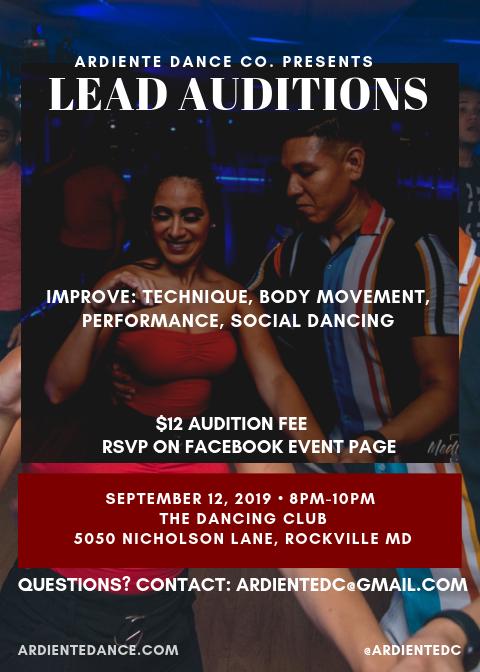 ARDIENTE DANCE CO. PRESENTS
LEAD AUDITIONS
IMPROVE: TECHNIQUE, BODY MOVEMENT,
PERFORMANCE, SOCIAL DANCING
$12 AUDITION FEE
RSVP ON FACEBOOK EVENT PAGE
SEPTEMBER 12, 2019 • 8PM-10PM
THE DANCING CLUB
5050 NICHOLSON LANE, ROCKVILLE MD
QUESTIONS? CONTACT: ARDIENTEDC@GMAIL.COM
ARDIENTEDANCE.COM
@ARDIENTEDC